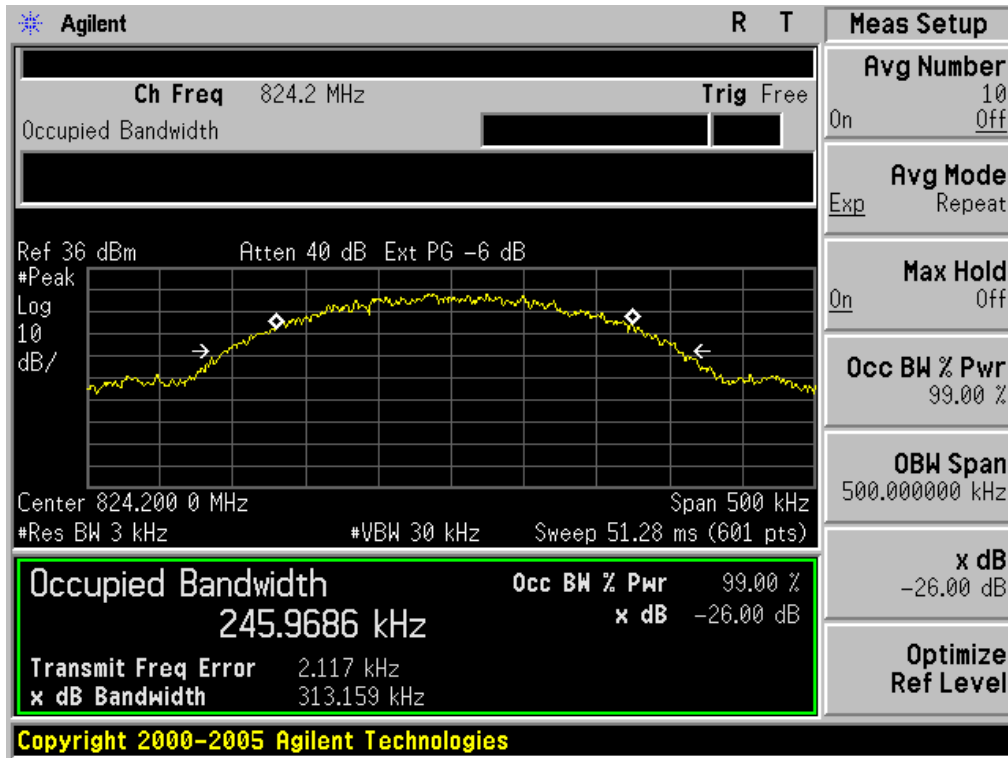 Agilent R T
Ch Freq 824.2 MHz Trig Free
Occupied Bandwidth
Ref 36 dBm Atten 40 dB Ext PG -6 dB
#Peak
Log
10
dB/
Center 824.200 0 MHz Span 500 kHz
#Res BW 3 kHz #VBW 30 kHz Sweep 51.28 ms (601 pts)
Occupied Bandwidth Occ BW % Pwr 99.00 %
245.9686 kHz x dB -26.00 dB
Transmit Freq Error 2.117 kHz
x dB Bandwidth 313.159 kHz
Copyright 2000-2005 Agilent Technologies
Meas Setup
Avg Number
10
On Off
Avg Mode
Exp Repeat
Max Hold
On Off
Occ BW % Pwr
99.00 %
OBW Span
500.000000 kHz
x dB
-26.00 dB
Optimize
Ref Level